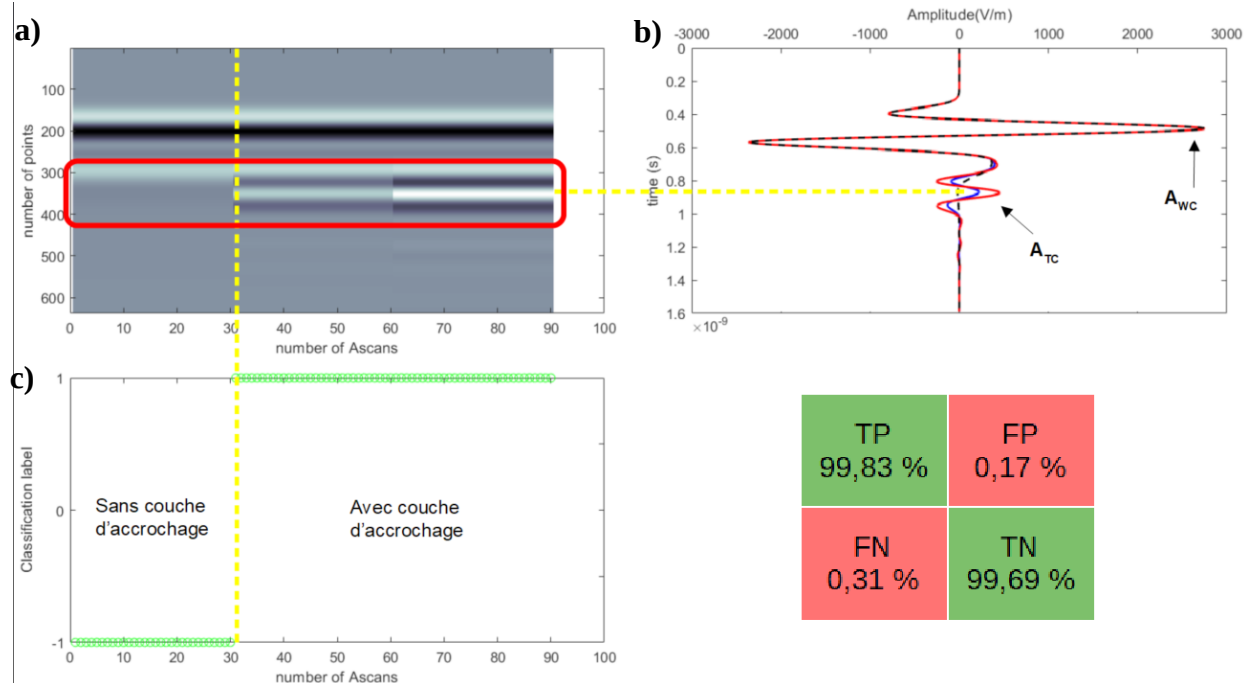 a)
100
200
300
400
500
600
number of points
0 10 20 30 40 50 60 70 80 90 100
number of Ascans
b)
Amplitude(V/m)
-3000 -2000 -1000 0 1000 2000 3000
0
0.2
0.4
0.6
0.8
1
1.2
1.4
1.6
time (s)
×10⁻⁹
A_WC
A_TC
c)
1
0
-1
Classification label
Sans couche
d'accrochage
Avec couche
d'accrochage
0 10 20 30 40 50 60 70 80 90 100
number of Ascans
TP
99,83 %
FP
0,17 %
FN
0,31 %
TN
99,69 %